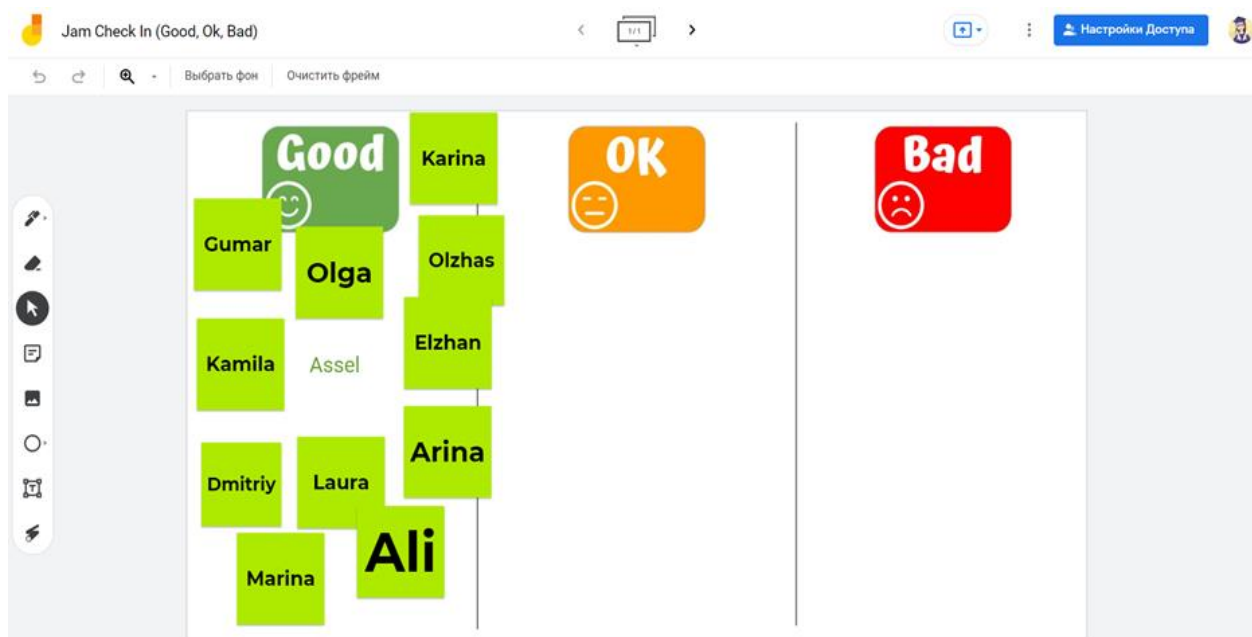 Jam Check In (Good, Ok, Bad)
1/1
Настройки Доступа
Выбрать фон
Очистить фрейм
Good
Karina
OK
Bad
Gumar
Olga
Olzhas
Kamila
Assel
Elzhan
Dmitriy
Laura
Arina
Marina
Ali